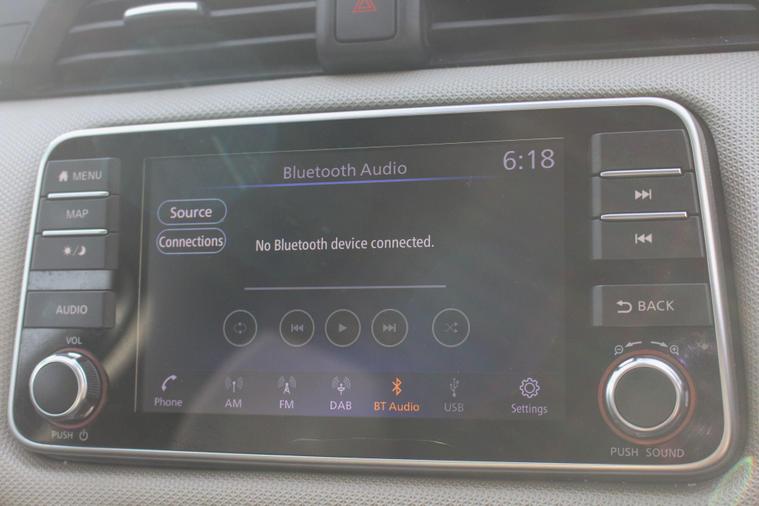 Bluetooth Audio
6:18
MENU
MAP
AUDIO
VOL
PUSH
Source
Connections
No Bluetooth device connected.
Phone
AM
FM
DAB
BT Audio
USB
Settings
BACK
PUSH SOUND